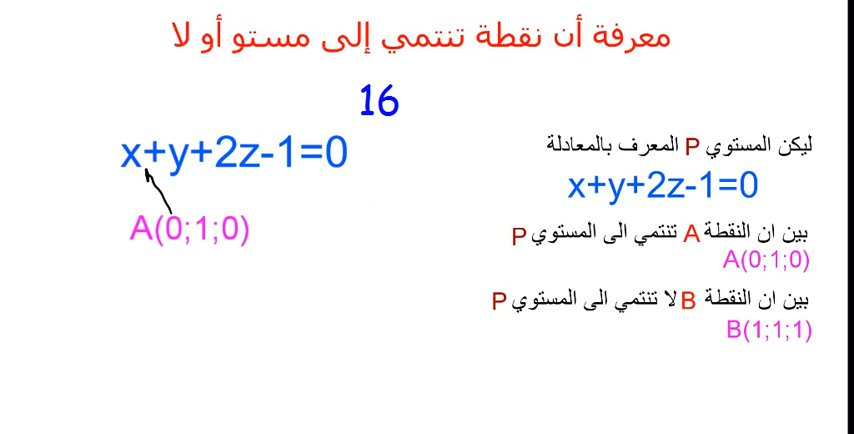 معرفة أن نقطة تنتمي إلى مستو أو لا
16
ليكن المستوي P المعرف بالمعادلة
x+y+2z-1=0
بين ان النقطة A تنتمي الى المستوي P
A(0;1;0)
بين ان النقطة B لا تنتمي الى المستوي P
B(1;1;1)
x+y+2z-1=0
A(0;1;0)